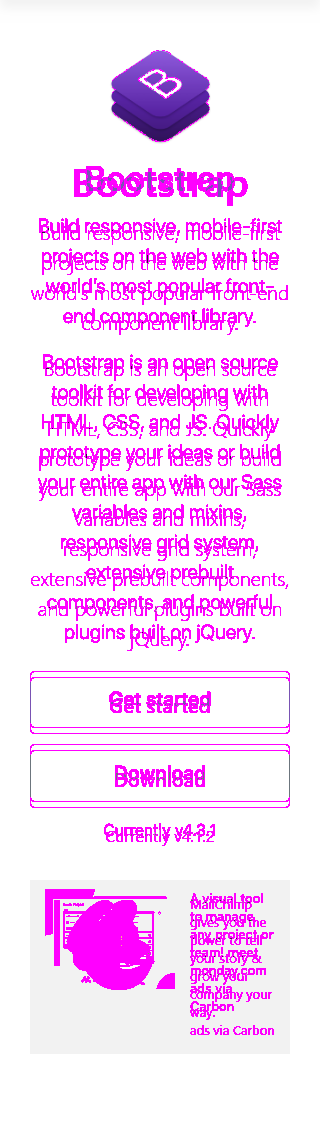 B
Bootstrap
Bootstrap
Build responsive, mobile-first
Build responsive, mobile-first
projects on the web with the
projects on the web with the
world's most popular front-
world's most popular front-end
end component library.
component library.
Bootstrap is an open source
Bootstrap is an open source
toolkit for developing with
toolkit for developing with
HTML, CSS, and JS. Quickly
HTML, CSS, and JS. Quickly
prototype your ideas or build
prototype your ideas or build
your entire app with our Sass
your entire app with our Sass
variables and mixins,
variables and mixins,
responsive grid system,
responsive grid system,
extensive prebuilt
extensive prebuilt components,
components, and powerful
and powerful plugins built on
plugins built on jQuery.
jQuery.
Get started
Get started
Download
Download
Currently v4.3.1
Currently v4.1.2
A visual tool
MailChimp
to manage
gives you the
any project or
power to tell
team! meet
your story &
monday.com
grow your
ads via
company your
Carbon
way.
ads via Carbon